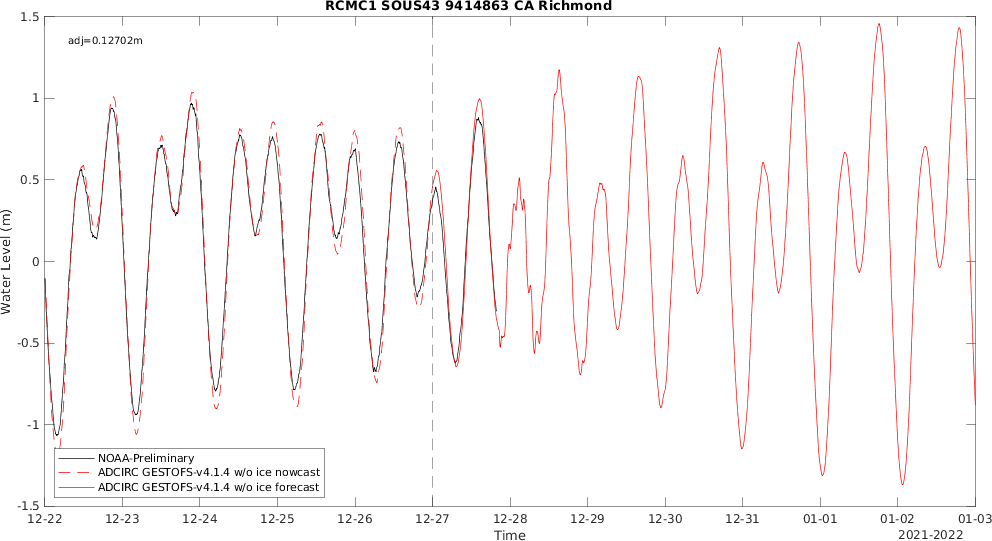 RCMC1 SOUS43 9414863 CA Richmond
adj=0.12702m
1.5
1
0.5
0
-0.5
-1
-1.5
Water Level (m)
NOAA-Preliminary
ADCIRC GESTOFS-v4.1.4 w/o ice nowcast
ADCIRC GESTOFS-v4.1.4 w/o ice forecast
12-22 12-23 12-24 12-25 12-26 12-27 12-28 12-29 12-30 12-31 01-01 01-02 01-03
Time
2021-2022